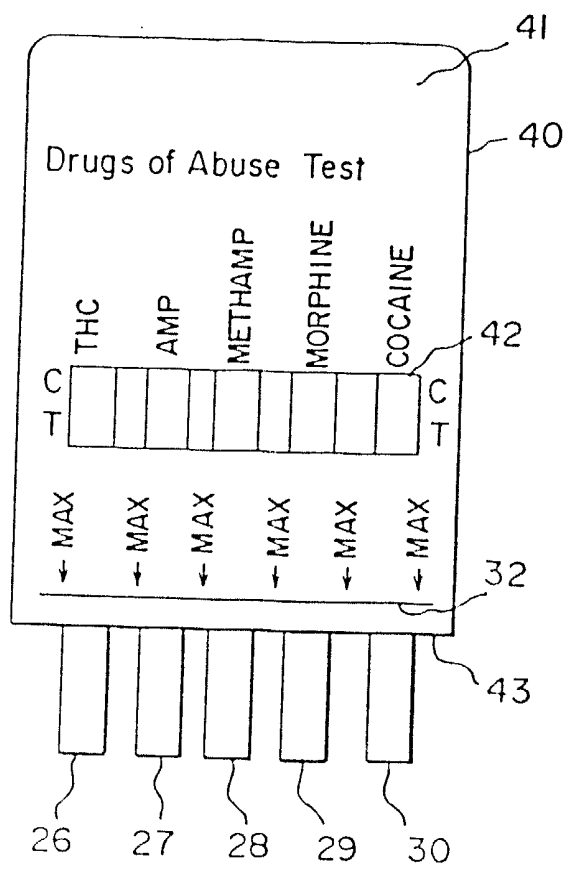 41
40
Drugs of Abuse Test
THC AMP METHAMP MORPHINE COCAINE
42
C C
T T
MAX MAX MAX MAX MAX MAX
32
43
26 27 28 29 30